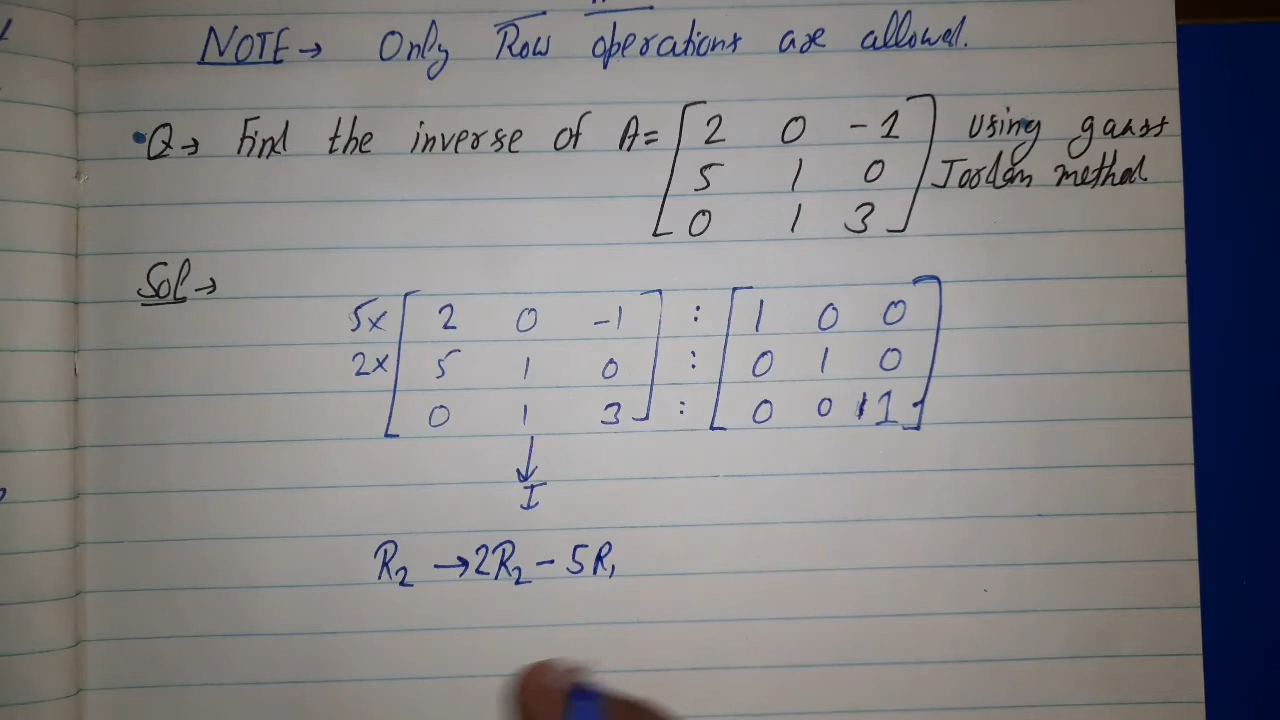 NOTE → Only Row operations are allowed.
• Q → Find the inverse of A = [ 2 0 -1 ] Using gauss
5 1 0 Jordan method
0 1 3
Sol →
5x [ 2 0 -1 ] : [ 1 0 0 ]
2x 5 1 0 : 0 1 0
0 1 3 : 0 0 1
↓
I
R₂ → 2R₂ - 5R₁